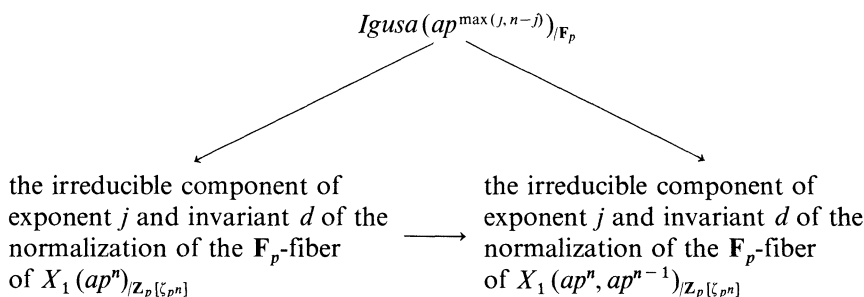 Igusa(ap^{max(j, n-j)})_{/F_p}
the irreducible component of
exponent j and invariant d of the
normalization of the F_p-fiber
of X_1(ap^n)_{/Z_p[ζ_{p^n}]}
the irreducible component of
exponent j and invariant d of the
normalization of the F_p-fiber
of X_1(ap^n, ap^{n-1})_{/Z_p[ζ_{p^n}]}